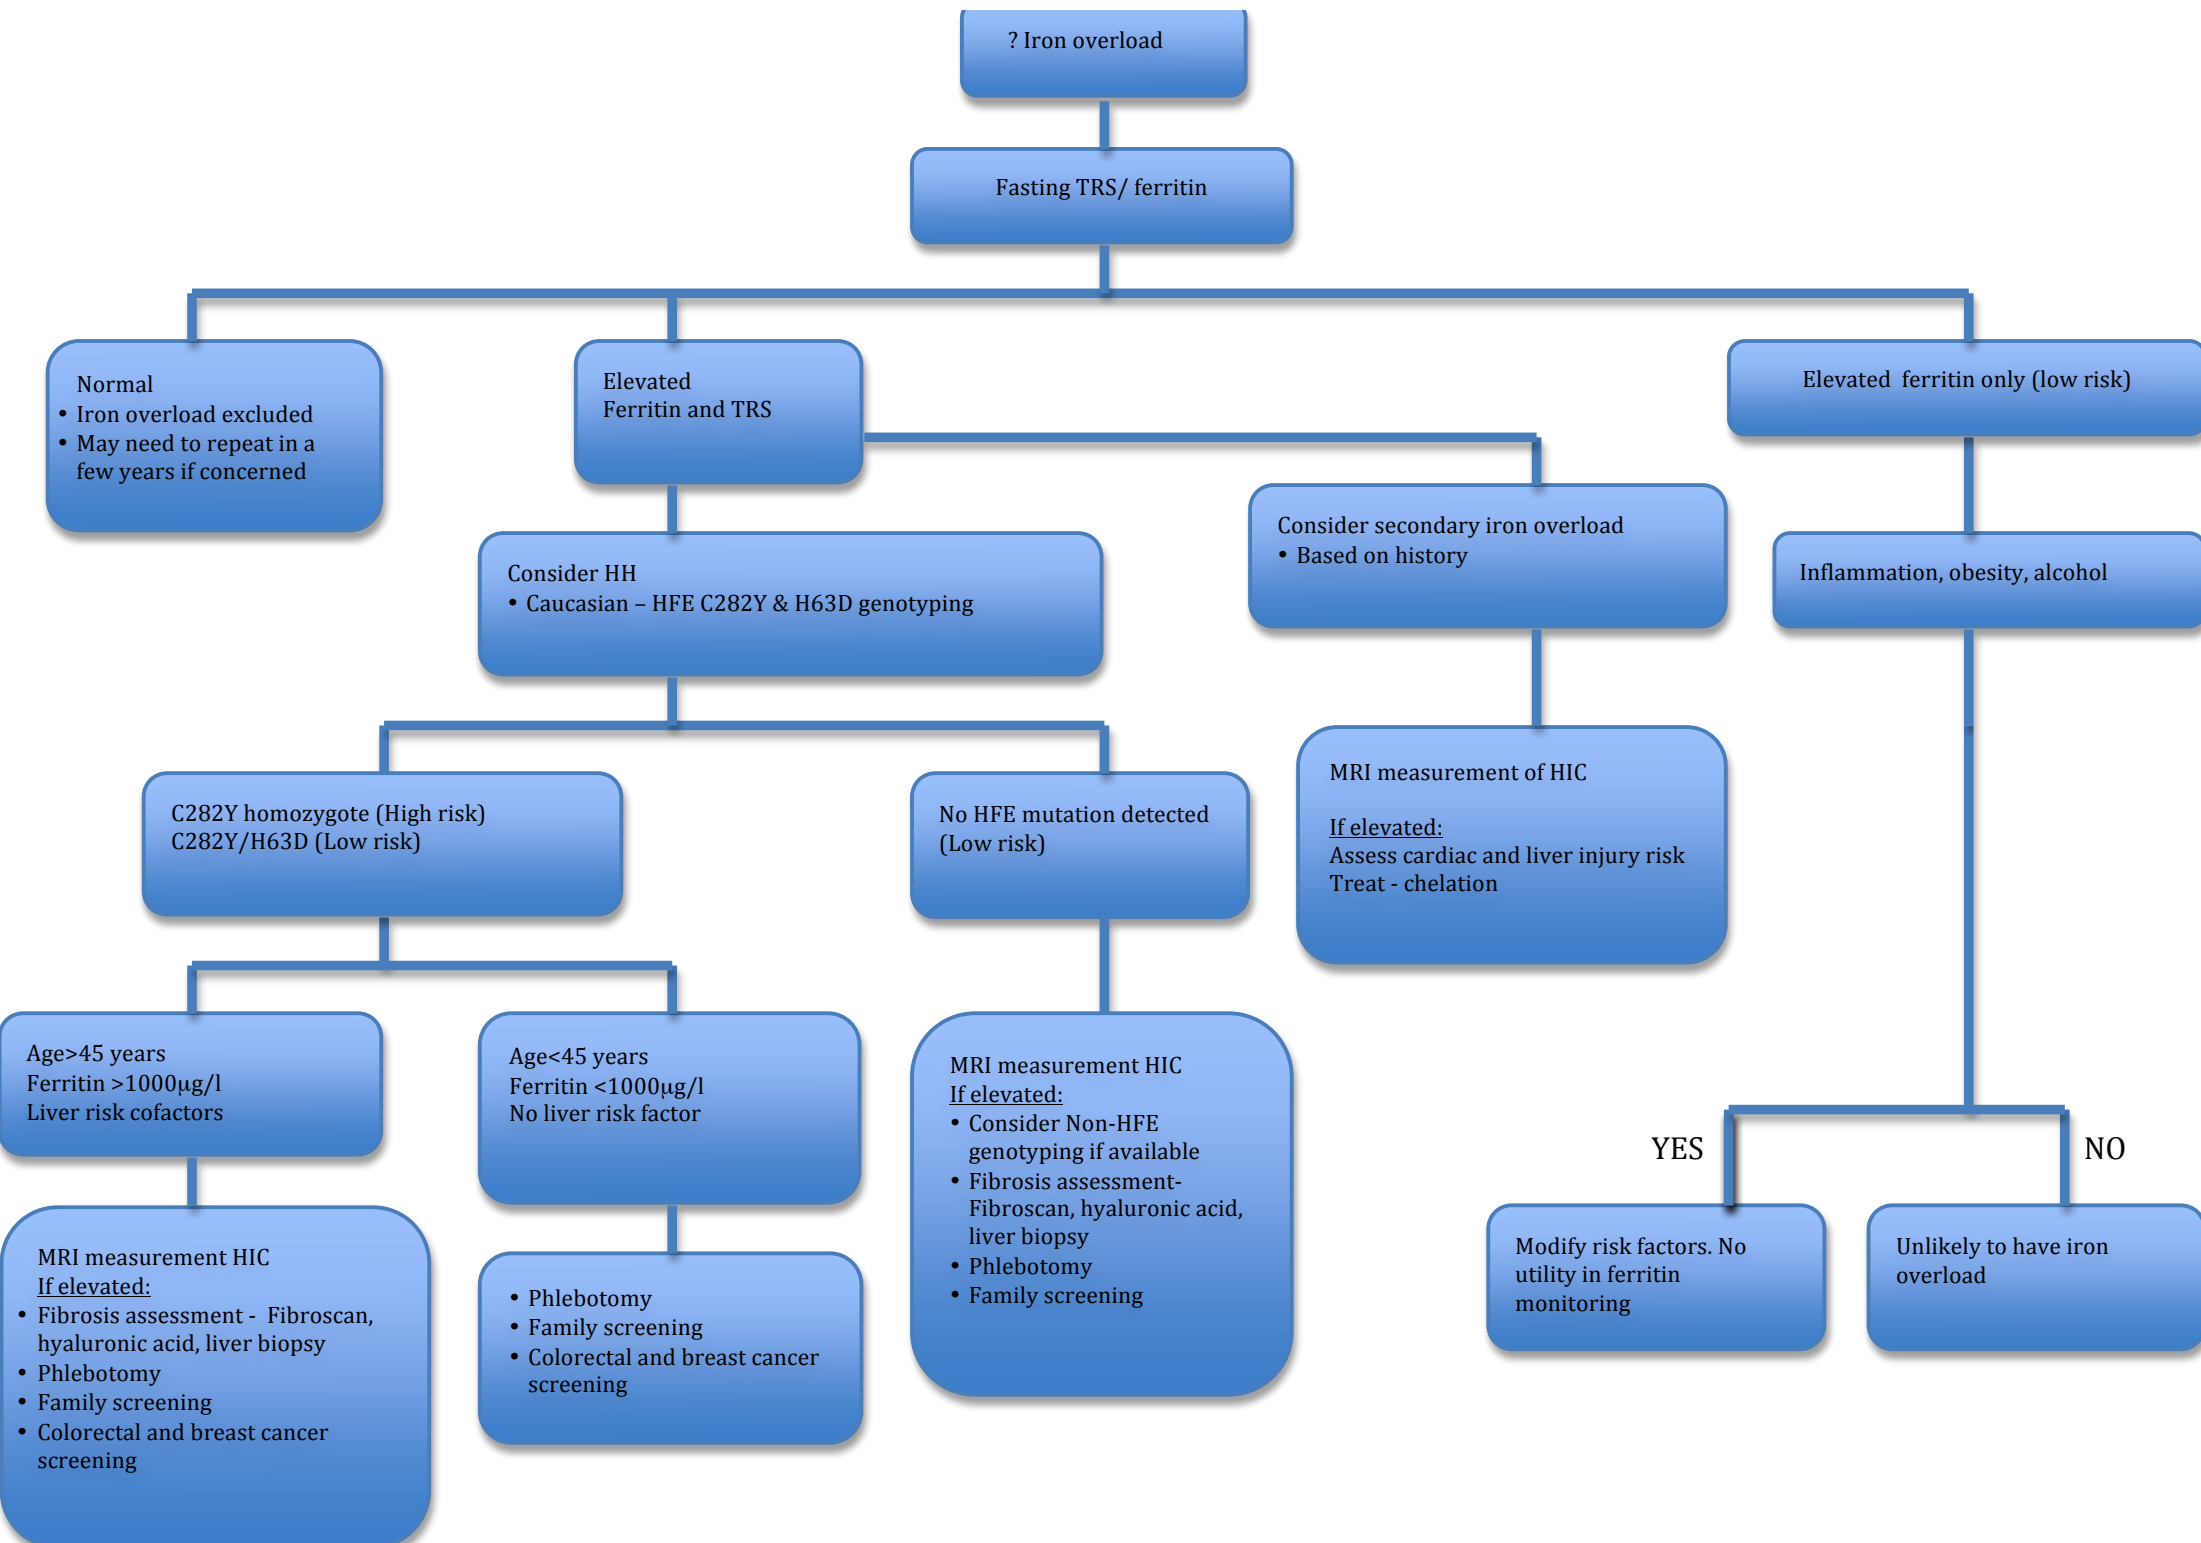 ? Iron overload
Fasting TRS/ ferritin
Normal
• Iron overload excluded
• May need to repeat in a
few years if concerned
Elevated
Ferritin and TRS
Elevated  ferritin only (low risk)
Consider HH
• Caucasian – HFE C282Y & H63D genotyping
Consider secondary iron overload
• Based on history
Inflammation, obesity, alcohol
C282Y homozygote (High risk)
C282Y/H63D (Low risk)
No HFE mutation detected
(Low risk)
MRI measurement of HIC
If elevated:
Assess cardiac and liver injury risk
Treat - chelation
Age>45 years
Ferritin >1000μg/l
Liver risk cofactors
Age<45 years
Ferritin <1000μg/l
No liver risk factor
MRI measurement HIC
If elevated:
• Consider Non-HFE
genotyping if available
• Fibrosis assessment-
Fibroscan, hyaluronic acid,
liver biopsy
• Phlebotomy
• Family screening
YES
NO
MRI measurement HIC
If elevated:
• Fibrosis assessment -  Fibroscan,
hyaluronic acid, liver biopsy
• Phlebotomy
• Family screening
• Colorectal and breast cancer
screening
• Phlebotomy
• Family screening
• Colorectal and breast cancer
screening
Modify risk factors. No
utility in ferritin
monitoring
Unlikely to have iron
overload